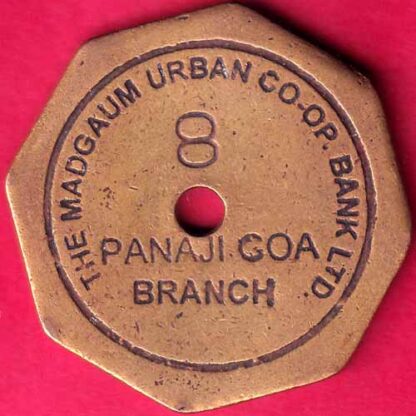 THE MADGAUM URBAN CO-OP. BANK LTD
8
PANAJI GOA
BRANCH